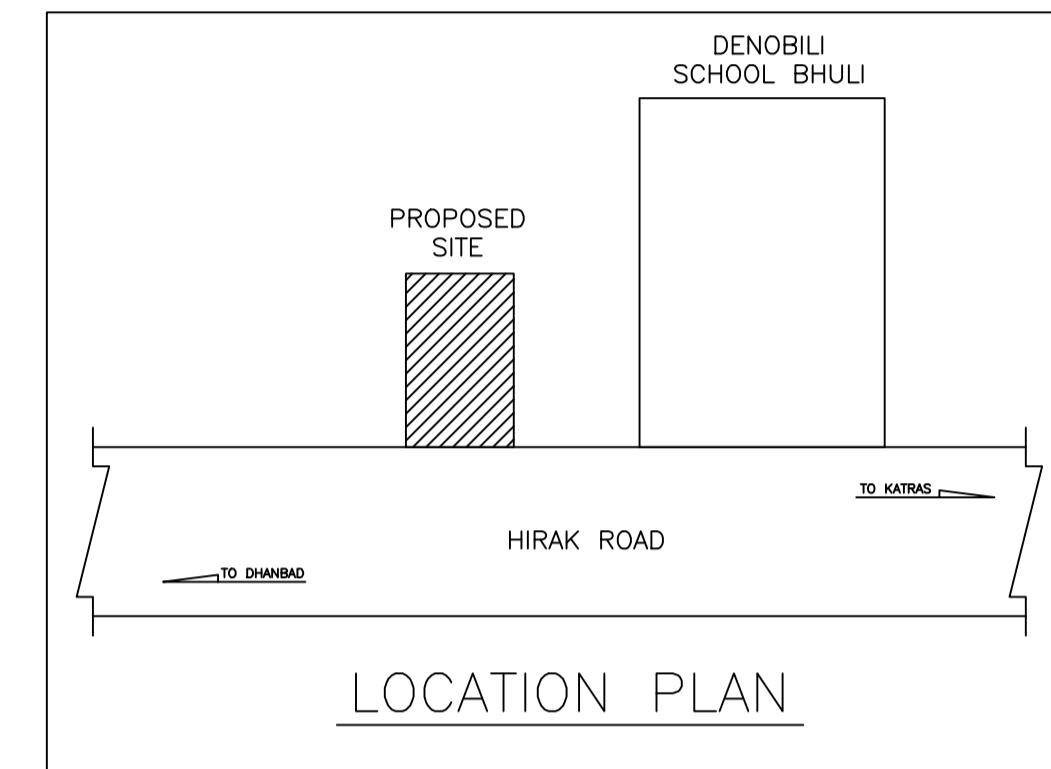 DENOBILI
SCHOOL BHULI
PROPOSED
SITE
TO KATRAS
HIRAK ROAD
TO DHANBAD
LOCATION PLAN